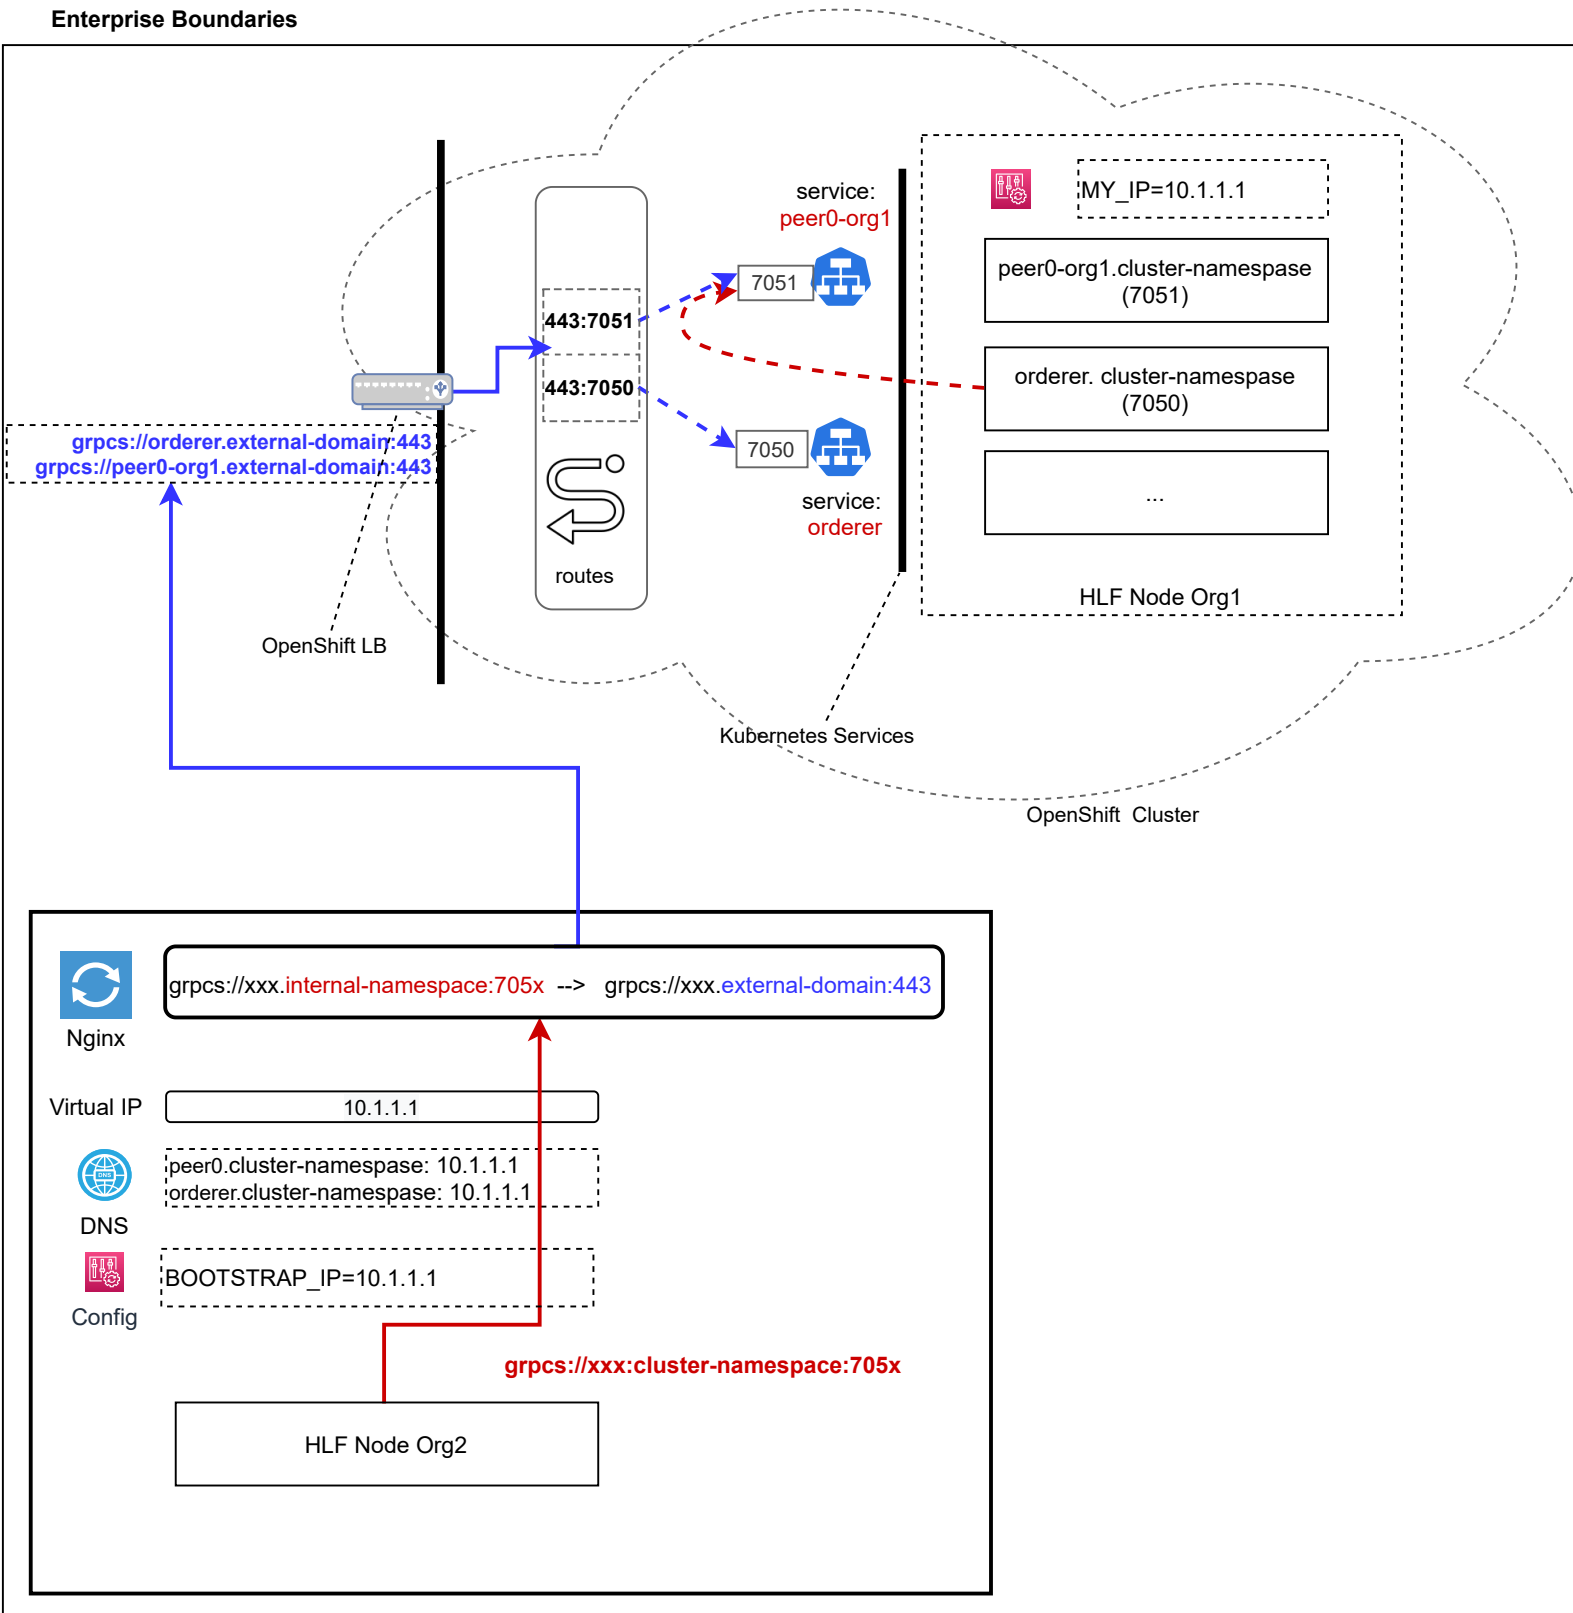 Enterprise Boundaries
service:
peer0-org1
MY_IP=10.1.1.1
7051
peer0-org1.cluster-namespase
(7051)
443:7051
443:7050
orderer. cluster-namespase
(7050)
grpcs://orderer.external-domain:443
grpcs://peer0-org1.external-domain:443
7050
service:
orderer
...
routes
HLF Node Org1
OpenShift LB
Kubernetes Services
OpenShift Cluster
grpcs://xxx.internal-namespace:705x --> grpcs://xxx.external-domain:443
Nginx
Virtual IP
10.1.1.1
DNS
peer0.cluster-namespase: 10.1.1.1
orderer.cluster-namespase: 10.1.1.1
DNS
BOOTSTRAP_IP=10.1.1.1
Config
grpcs://xxx:cluster-namespace:705x
HLF Node Org2